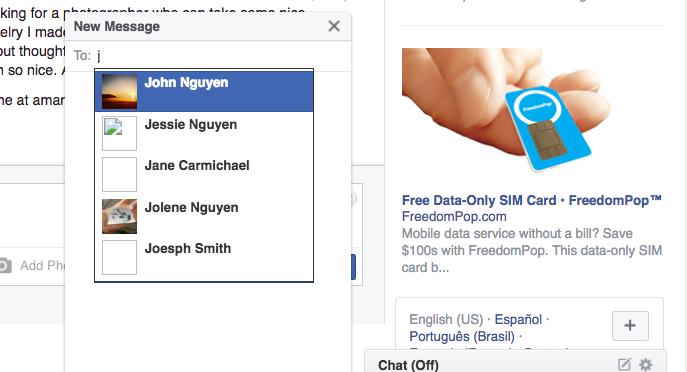 king for a photographer who can take some nice
New Message
elry I made
To: j
out thought
n so nice. A
ne at amar
John Nguyen
Jessie Nguyen
Jane Carmichael
Jolene Nguyen
Joesph Smith
Add Pho
FreedomPop
Free Data-Only SIM Card · FreedomPop™
FreedomPop.com
Mobile data service without a bill? Save
$100s with FreedomPop. This data-only SIM
card b...
English (US) · Español ·
Português (Brasil) ·
Chat (Off)